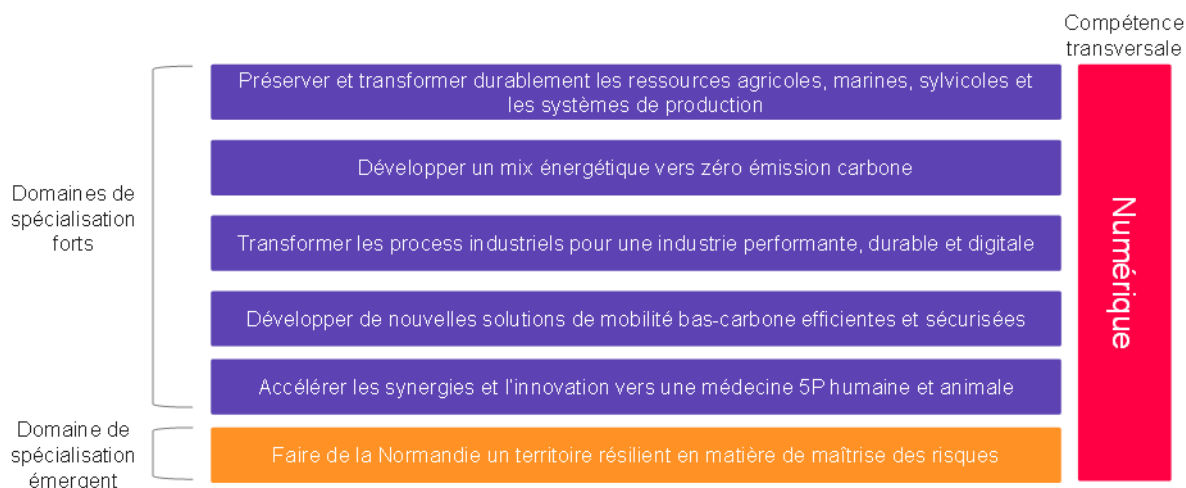 Compétence
transversale
Préserver et transformer durablement les ressources agricoles, marines, sylvicoles et
les systèmes de production
Développer un mix énergétique vers zéro émission carbone
Domaines de
spécialisation
forts
Transformer les process industriels pour une industrie performante, durable et digitale
Développer de nouvelles solutions de mobilité bas-carbone efficientes et sécurisées
Accélérer les synergies et l'innovation vers une médecine 5P humaine et animale
Domaine de
spécialisation
émergent
Faire de la Normandie un territoire résilient en matière de maîtrise des risques
Numérique